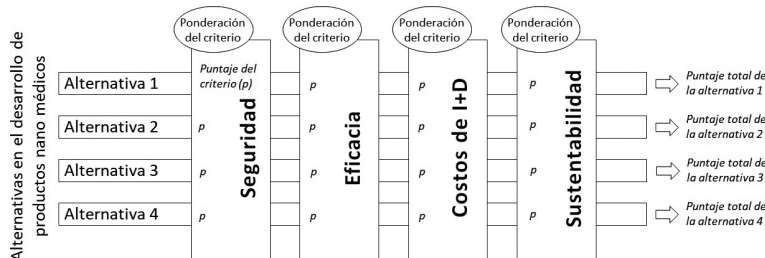 Ponderación
del criterio
Ponderación
del criterio
Ponderación
del criterio
Ponderación
del criterio
Alternativas en el desarrollo de
productos nano médicos
Alternativa 1
Puntaje del
criterio (p)
p
p
p
Puntaje total de
la alternativa 1
Alternativa 2
p
p
p
p
Puntaje total de
la alternativa 2
Alternativa 3
p
p
p
p
Puntaje total de
la alternativa 3
Alternativa 4
p
p
p
p
Puntaje total de
la alternativa 4
Seguridad
Eficacia
Costos de I+D
Sustentabilidad